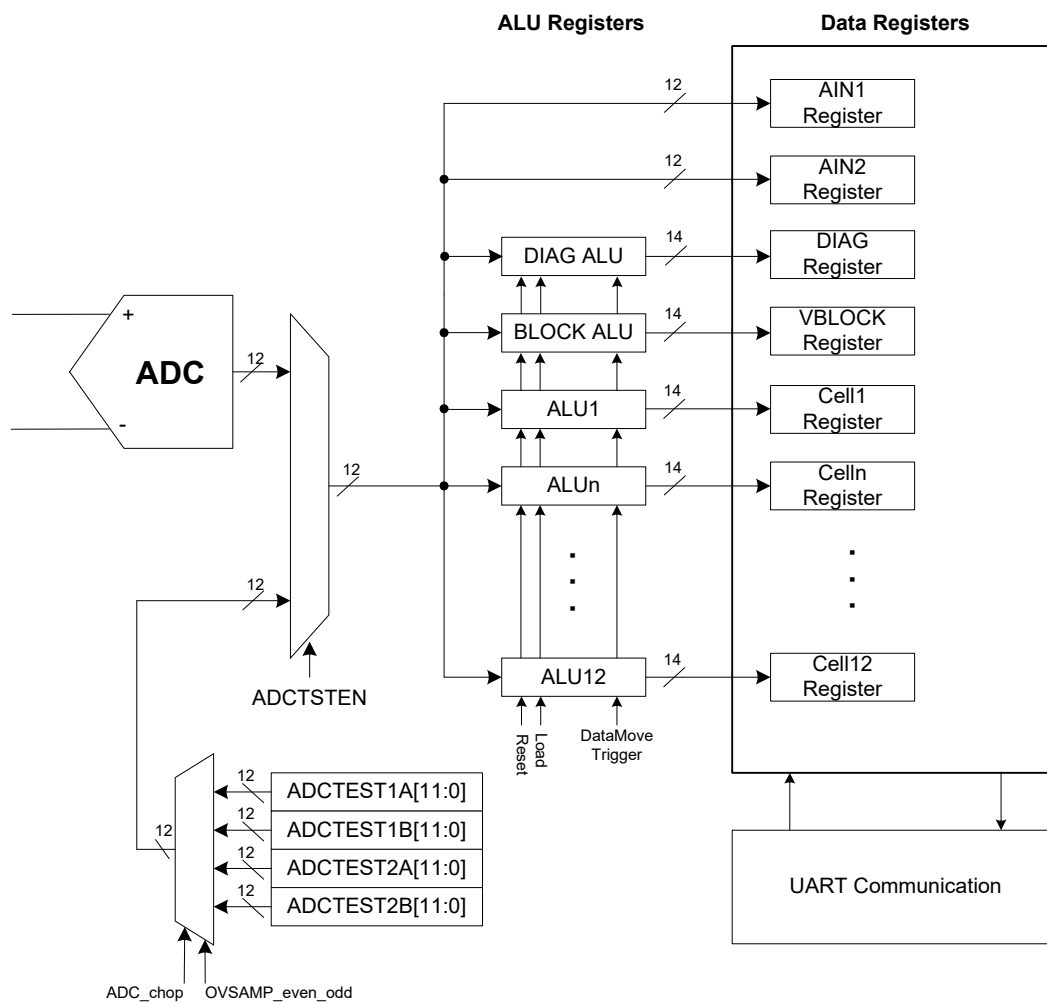 ALU Registers
Data Registers
12
AIN1
Register
12
AIN2
Register
DIAG ALU
14
DIAG
Register
+
-
ADC
12
BLOCK ALU
14
VBLOCK
Register
ALU1
14
Cell1
Register
12
ALUn
14
Celln
Register
12
ADCTSTEN
ALU12
14
Cell12
Register
Reset
Load
DataMove
Trigger
12
12
ADCTEST1A[11:0]
12
ADCTEST1B[11:0]
12
ADCTEST2A[11:0]
12
ADCTEST2B[11:0]
ADC_chop
OVSAMP_even_odd
UART Communication